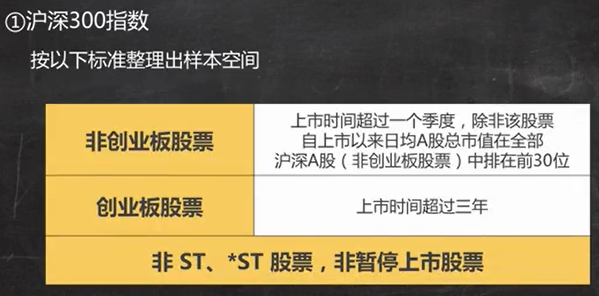 ①沪深300指数
按以下标准整理出样本空间
非创业板股票
上市时间超过一个季度，除非该股票
自上市以来日均A股总市值在全部
沪深A股（非创业板股票）中排在前30位
创业板股票
上市时间超过三年
非 ST、*ST 股票，非暂停上市股票